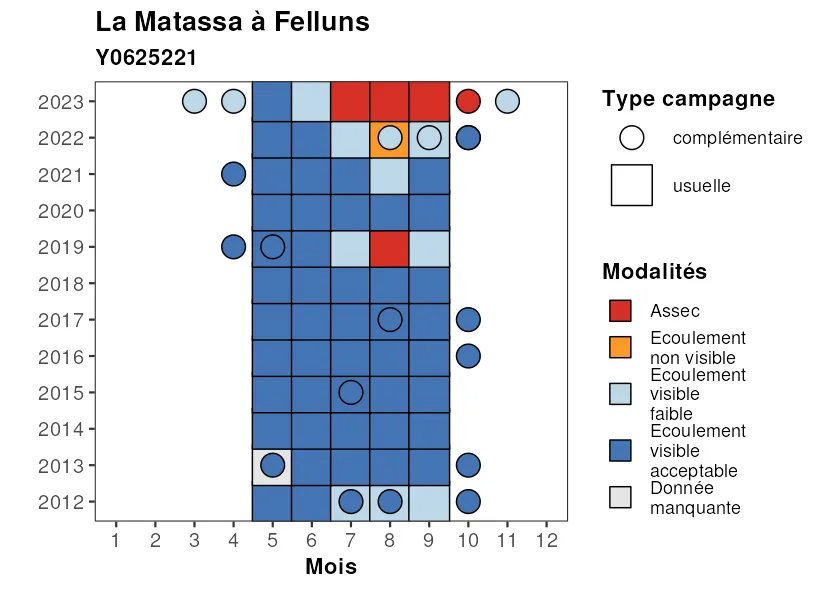 La Matassa à Felluns
Y0625221
2023
2022
2021
2020
2019
2018
2017
2016
2015
2014
2013
2012
1 2 3 4 5 6 7 8 9 10 11 12
Mois
Type campagne
complémentaire
usuelle
Modalités
Assec
Ecoulement
non visible
Ecoulement
visible
faible
Ecoulement
visible
acceptable
Donnée
manquante